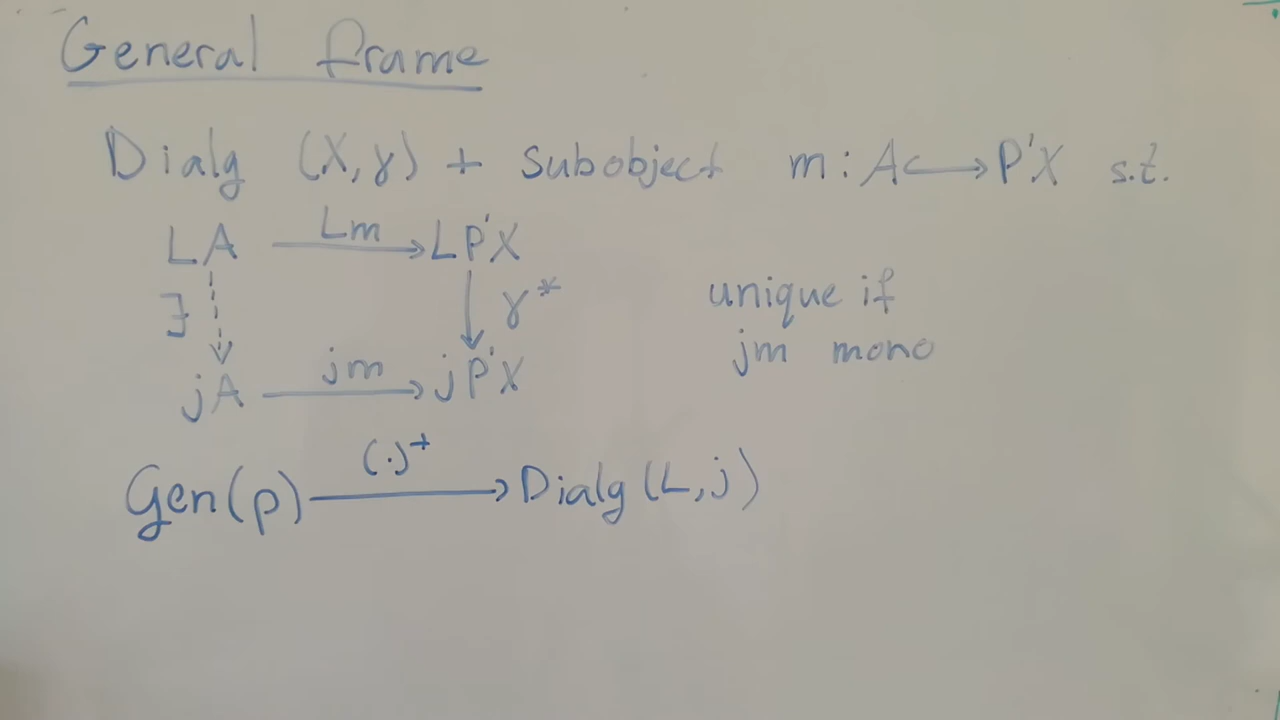 General frame
Dialg (X, γ) + subobject m : A ↪ P'X s.t.
LA Lm → LP'X
∃ γ* unique if
jA jm → jP'X jm mono
(·)⁺
Gen(p) → Dialg (L, j)